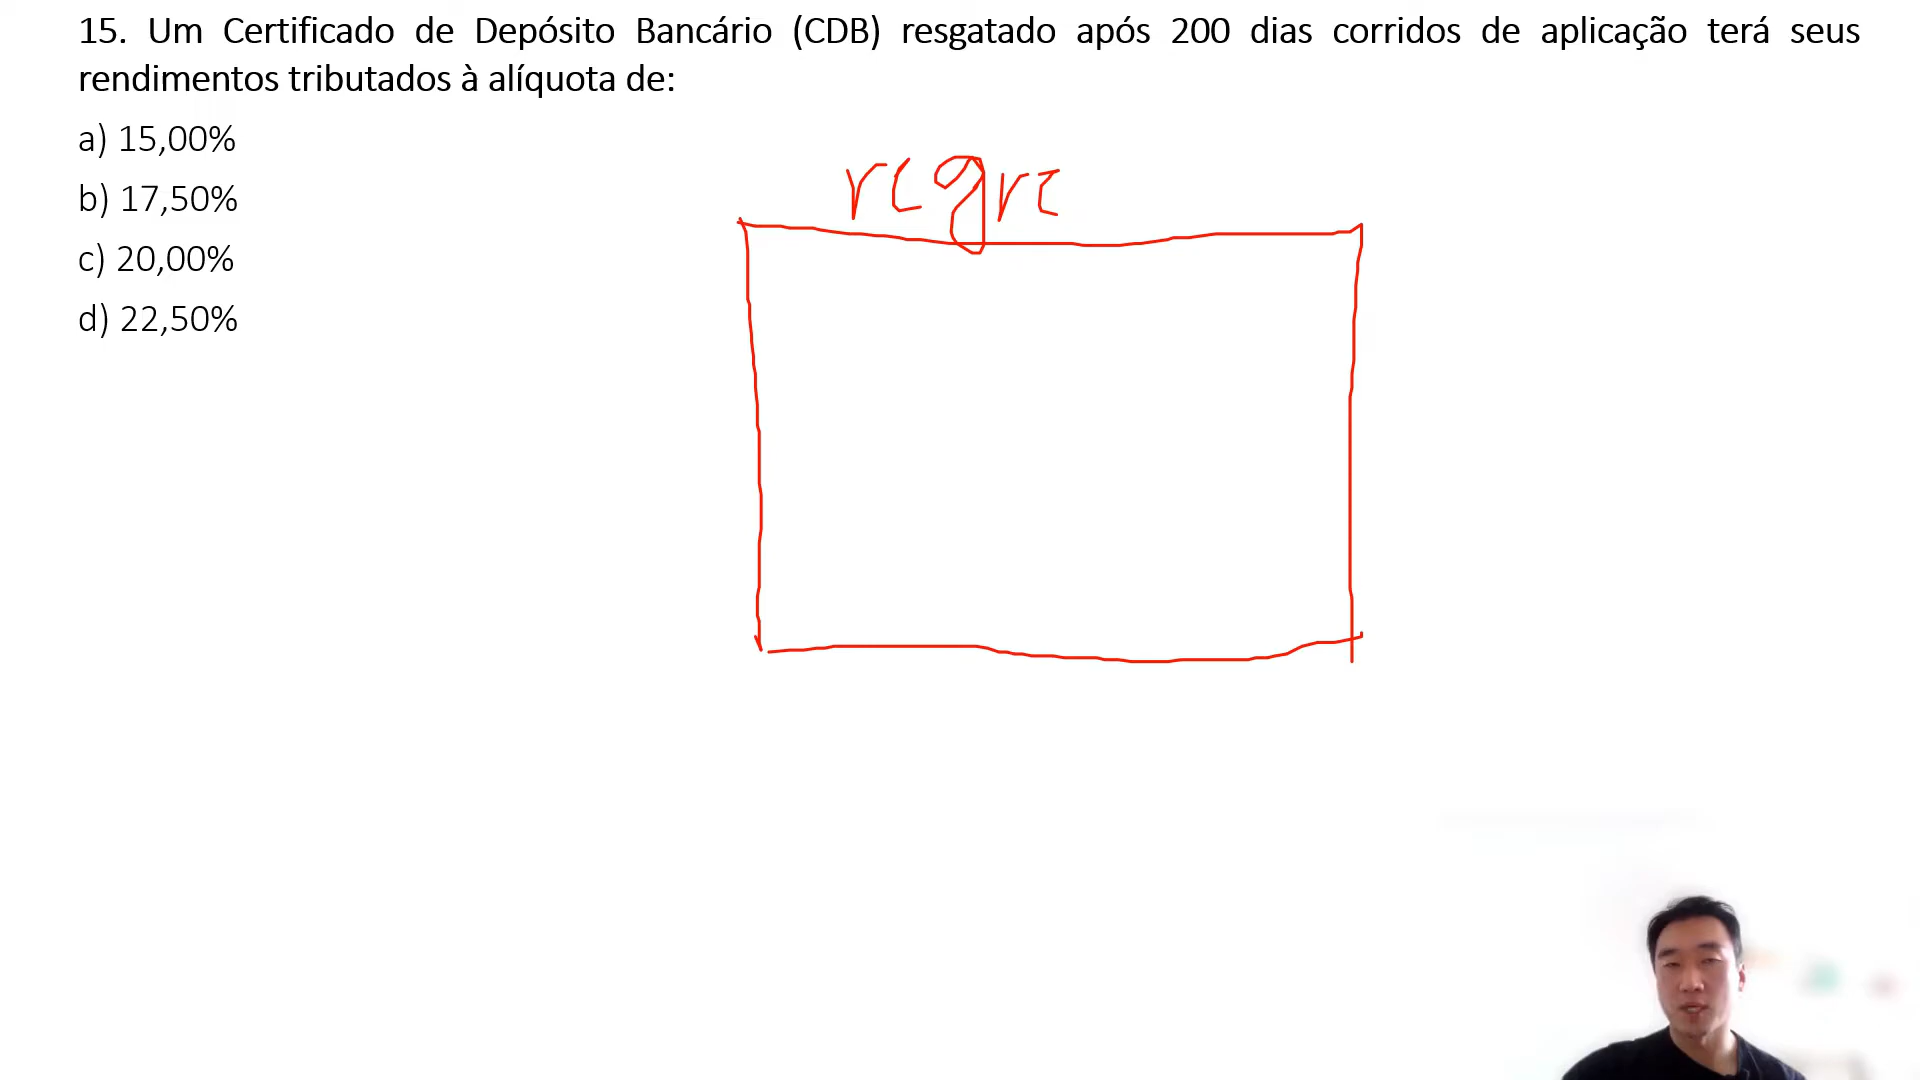 15. Um Certificado de Depósito Bancário (CDB) resgatado após 200 dias corridos de aplicação terá seus
rendimentos tributados à alíquota de:
a) 15,00%
b) 17,50%
c) 20,00%
d) 22,50%